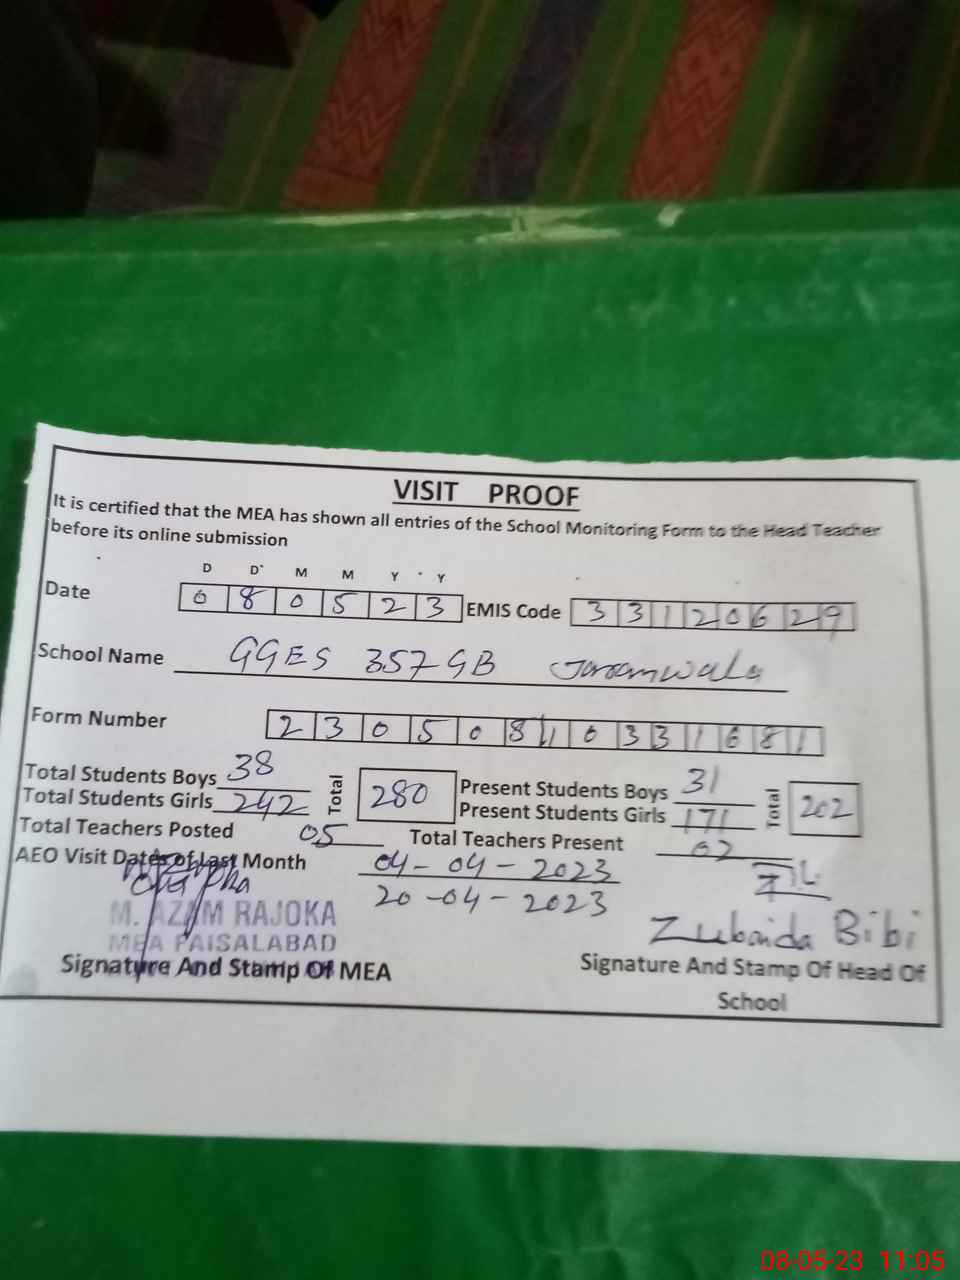 VISIT PROOF
It is certified that the MEA has shown all entries of the School Monitoring Form to the Head Teacher
before its online submission
D D M M Y Y
Date 0 8 0 5 2 3 EMIS Code 3 3 1 2 0 6 2 9
School Name GGES 357 GB Jaranwala
Form Number 2 3 0 5 0 8 1 0 3 3 1 6 8 1
Total Students Boys 38 Total 280 Present Students Boys 31 Total 202
Total Students Girls 242 Present Students Girls 171
Total Teachers Posted 05 Total Teachers Present 02
AEO Visit Dates of Last Month 04-04-2023
20-04-2023
M. AZAM RAJOKA Zubaida Bibi
MEA FAISALABAD
Signature And Stamp Of MEA Signature And Stamp Of Head Of
School
08-05-23 11:05